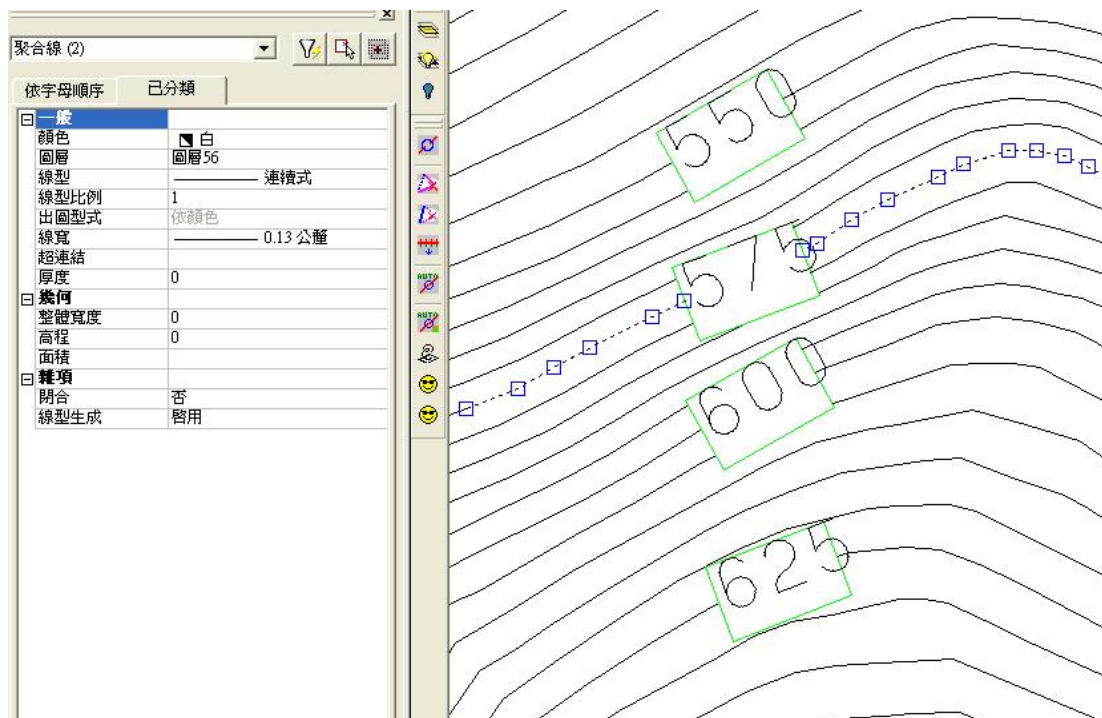 聚合線 (2)
依字母順序 已分類
一般
顏色 白
圖層 圖層56
線型 連續式
線型比例 1
出圖型式 依顏色
線寬 0.13 公釐
超連結
厚度 0
幾何
整體寬度 0
高程 0
面積
雜項
閉合 否
線型生成 啓用
AUTO
AUTO
550
575
600
625